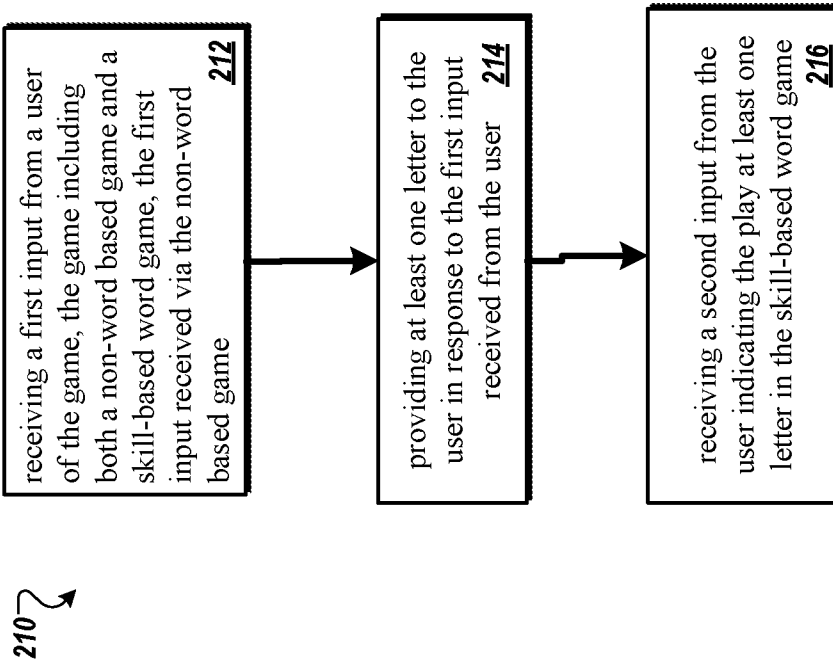 210
receiving a first input from a user
of the game, the game including
both a non-word based game and a
skill-based word game, the first
input received via the non-word
based game
212
providing at least one letter to the
user in response to the first input
received from the user
214
receiving a second input from the
user indicating the play at least one
letter in the skill-based word game
216